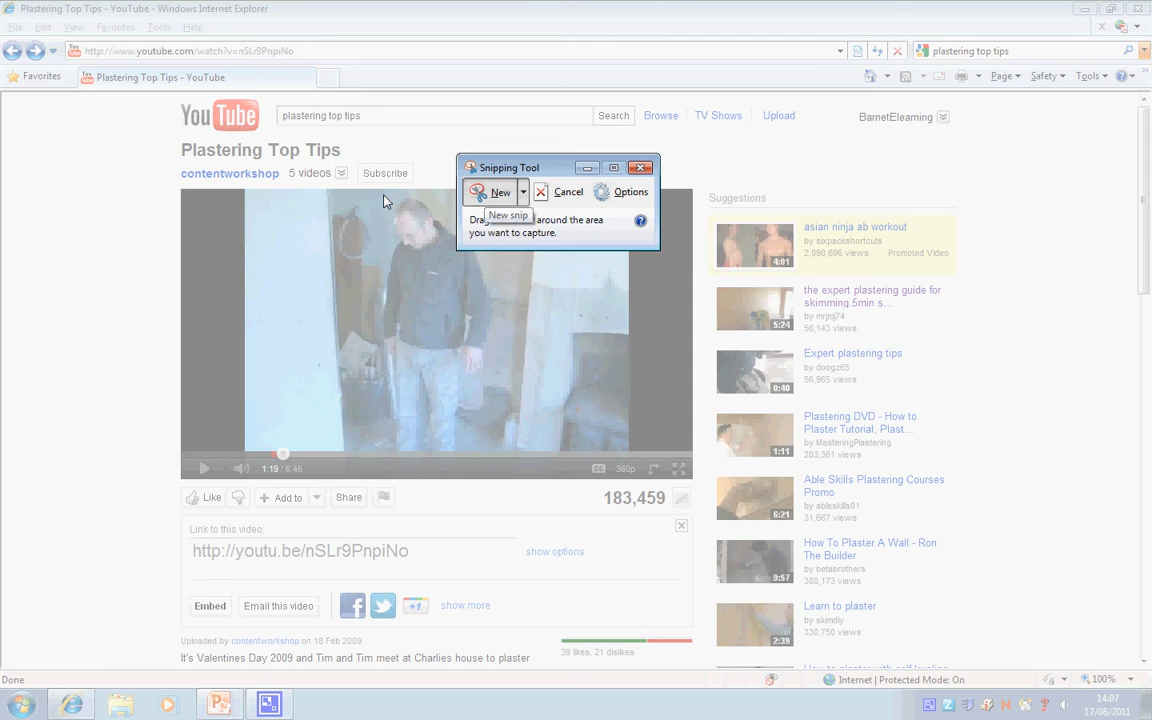 Plastering Top Tips - YouTube - Windows Internet Explorer
File Edit View Favorites Tools Help
http://www.youtube.com/watch?v=nSLr9PnpiNo
plastering top tips
Favorites
Plastering Top Tips - YouTube
Page Safety Tools
YouTube
plastering top tips
Search
Browse TV Shows Upload
BarnetElearning
Plastering Top Tips
contentworkshop 5 videos Subscribe
Snipping Tool
New Cancel Options
New snip
Drag around the area
you want to capture.
1:19 / 6:45
CC 360p
Like Add to Share
183,459
Link to this video:
http://youtu.be/nSLr9PnpiNo
show options
Embed Email this video
+1
show more
Uploaded by contentworkshop on 18 Feb 2009
39 likes, 21 dislikes
It's Valentines Day 2009 and Tim and Tim meet at Charlies house to plaster
Suggestions
asian ninja ab workout
by sixpackshortcuts
2,090,696 views Promoted Video
4:01
the expert plastering guide for
skimming.5min s...
by mrjmj74
56,143 views
5:24
Expert plastering tips
by doogz65
56,965 views
0:40
Plastering DVD - How to
Plaster Tutorial, Plast...
by MasteringPlastering
203,361 views
1:11
Able Skills Plastering Courses
Promo
by ableskills01
31,667 views
6:21
How To Plaster A Wall - Ron
The Builder
by betabrothers
380,173 views
9:57
Learn to plaster
by skimdiy
330,750 views
2:39
How to plaster with self leveling
Done
Internet | Protected Mode: On
100%
14:07
17/08/2011